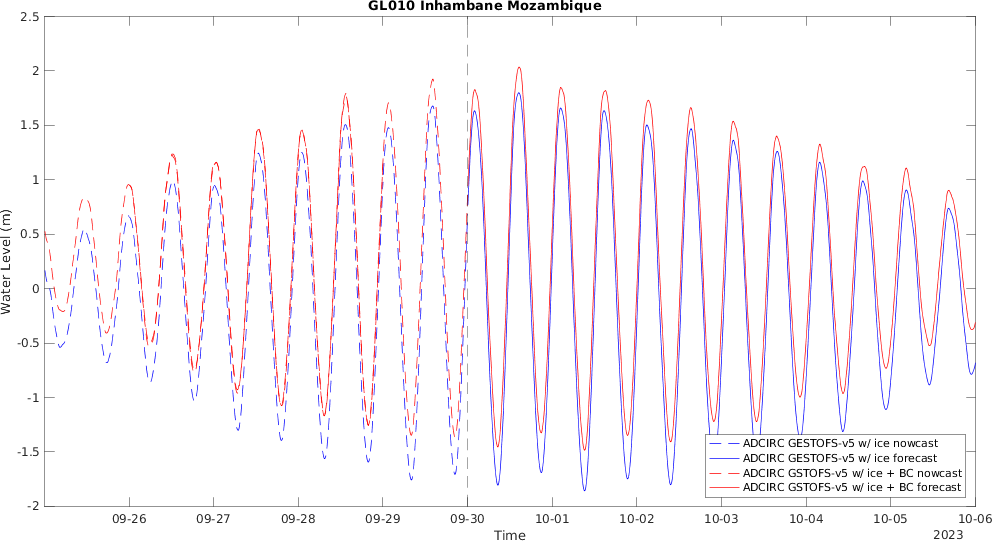 GL010 Inhambane Mozambique
Water Level (m)
2.5
2
1.5
1
0.5
0
-0.5
-1
-1.5
-2
ADCIRC GESTOFS-v5 w/ ice nowcast
ADCIRC GESTOFS-v5 w/ ice forecast
ADCIRC GSTOFS-v5 w/ ice + BC nowcast
ADCIRC GSTOFS-v5 w/ ice + BC forecast
09-26 09-27 09-28 09-29 09-30 10-01 10-02 10-03 10-04 10-05 10-06
Time
2023